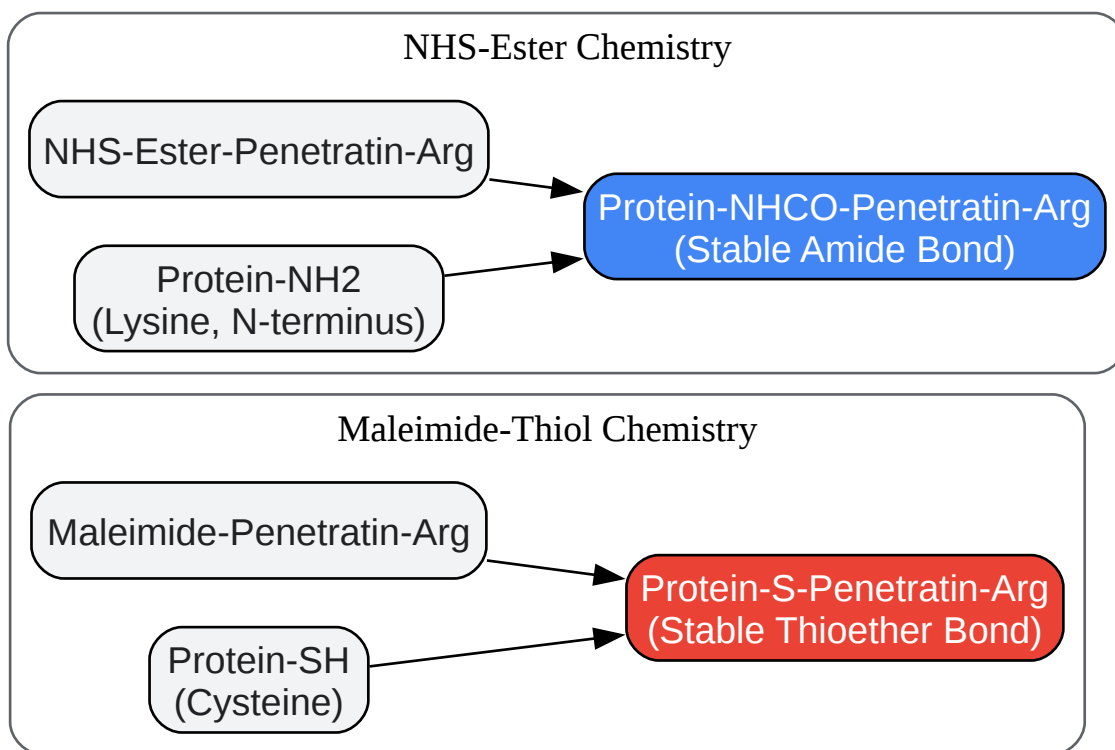 NHS-Ester Chemistry
NHS-Ester-Penetratin-Arg
Protein-NH2
(Lysine, N-terminus)
Protein-NHCO-Penetratin-Arg
(Stable Amide Bond)
Maleimide-Thiol Chemistry
Maleimide-Penetratin-Arg
Protein-SH
(Cysteine)
Protein-S-Penetratin-Arg
(Stable Thioether Bond)